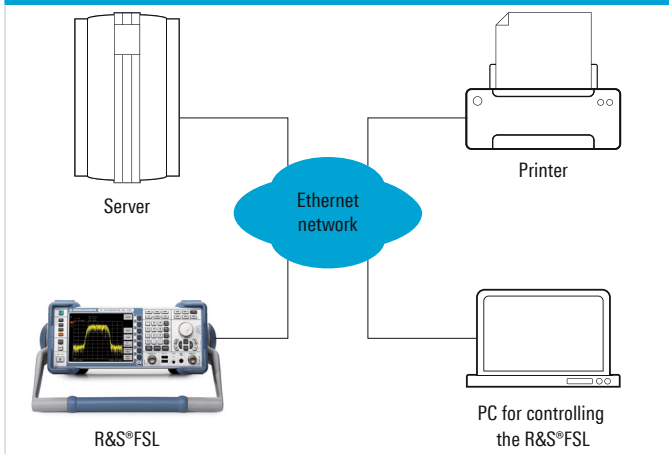 Server
Printer
Ethernet
network
R&S®FSL
PC for controlling
the R&S®FSL